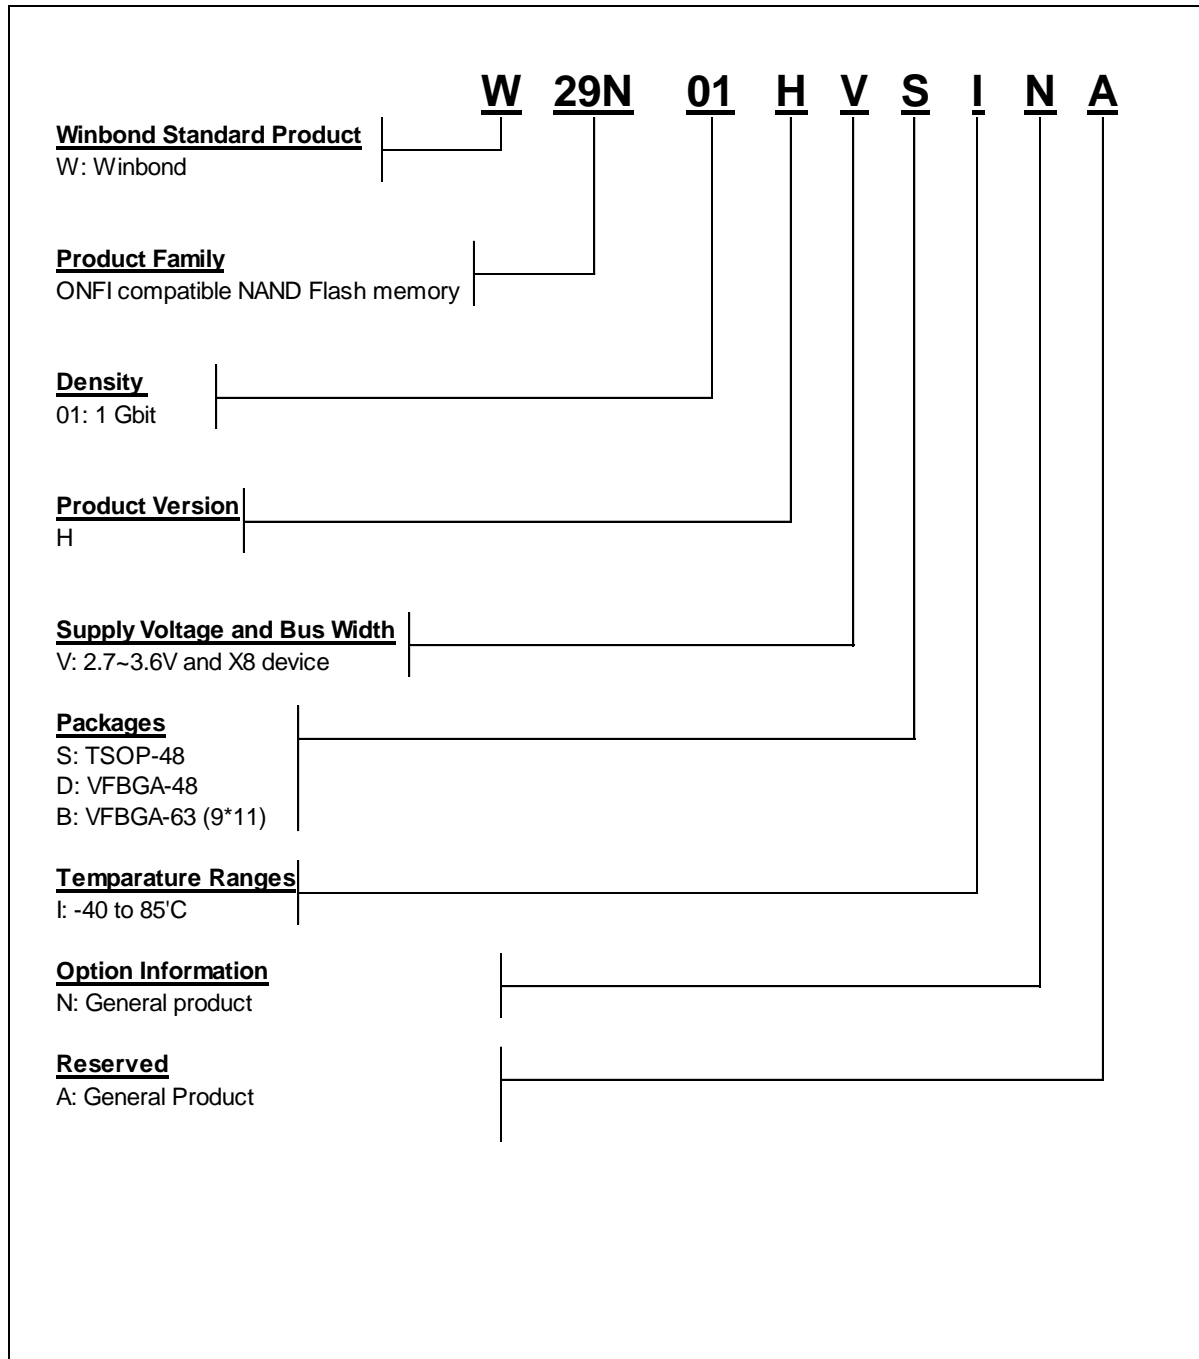 W 29N 01 H V S I N A
Winbond Standard Product
W: Winbond
Product Family
ONFI compatible NAND Flash memory
Density
01: 1 Gbit
Product Version
H
Supply Voltage and Bus Width
V: 2.7~3.6V and X8 device
Packages
S: TSOP-48
D: VFBGA-48
B: VFBGA-63 (9*11)
Temparature Ranges
I: -40 to 85'C
Option Information
N: General product
Reserved
A: General Product